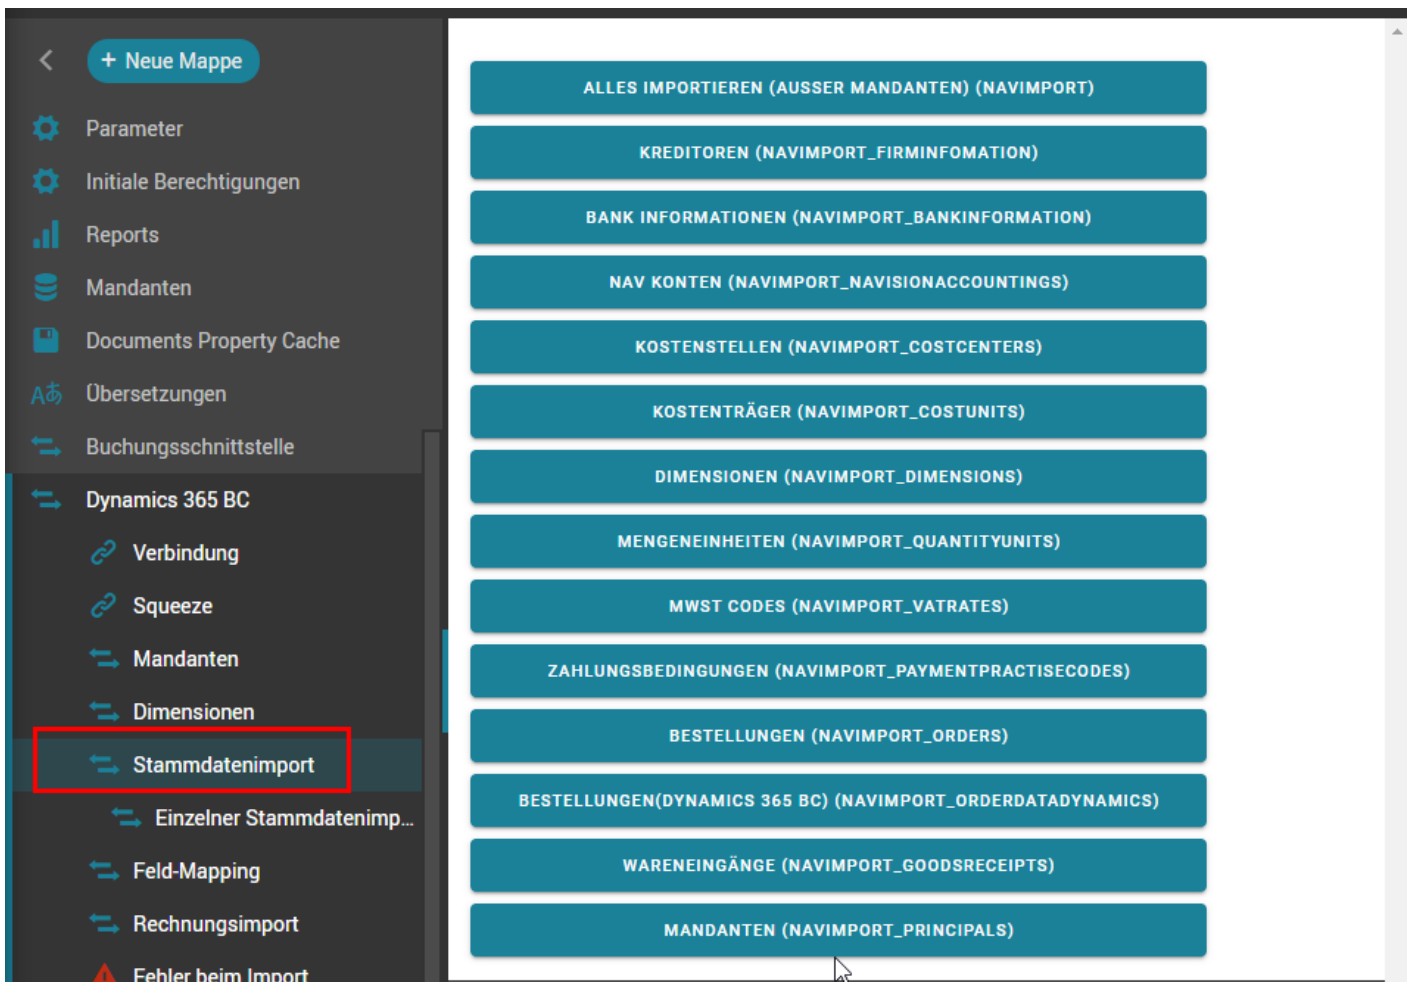 + Neue Mappe
Parameter
Initiale Berechtigungen
Reports
Mandanten
Documents Property Cache
Aあ Übersetzungen
Buchungsschnittstelle
Dynamics 365 BC
Verbindung
Squeeze
Mandanten
Dimensionen
Stammdatenimport
Einzelner Stammdatenimp...
Feld-Mapping
Rechnungsimport
Fehler beim Import
ALLES IMPORTIEREN (AUSSER MANDANTEN) (NAVIMPORT)
KREDITOREN (NAVIMPORT_FIRMINFOMATION)
BANK INFORMATIONEN (NAVIMPORT_BANKINFORMATION)
NAV KONTEN (NAVIMPORT_NAVISIONACCOUNTINGS)
KOSTENSTELLEN (NAVIMPORT_COSTCENTERS)
KOSTENTRÄGER (NAVIMPORT_COSTUNITS)
DIMENSIONEN (NAVIMPORT_DIMENSIONS)
MENGENEINHEITEN (NAVIMPORT_QUANTITYUNITS)
MWST CODES (NAVIMPORT_VATRATES)
ZAHLUNGSBEDINGUNGEN (NAVIMPORT_PAYMENTPRACTISECODES)
BESTELLUNGEN (NAVIMPORT_ORDERS)
BESTELLUNGEN(DYNAMICS 365 BC) (NAVIMPORT_ORDERDATADYNAMICS)
WARENEINGÄNGE (NAVIMPORT_GOODSRECEIPTS)
MANDANTEN (NAVIMPORT_PRINCIPALS)